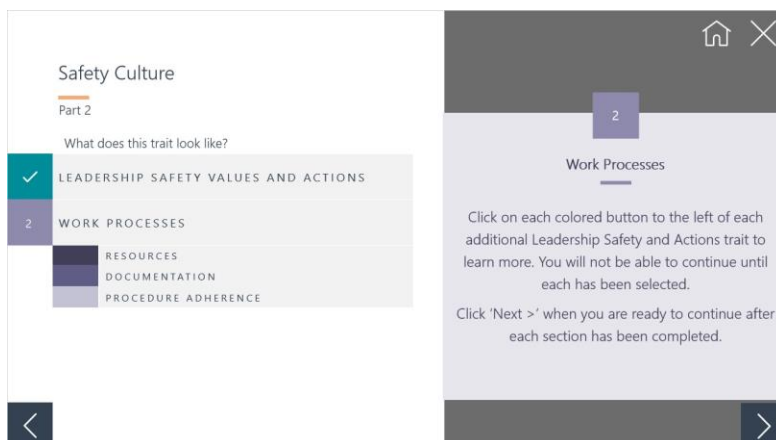 Safety Culture
Part 2
What does this trait look like?
LEADERSHIP SAFETY VALUES AND ACTIONS
2 WORK PROCESSES
RESOURCES
DOCUMENTATION
PROCEDURE ADHERENCE
2
Work Processes
Click on each colored button to the left of each
additional Leadership Safety and Actions trait to
learn more. You will not be able to continue until
each has been selected.
Click 'Next >' when you are ready to continue after
each section has been completed.